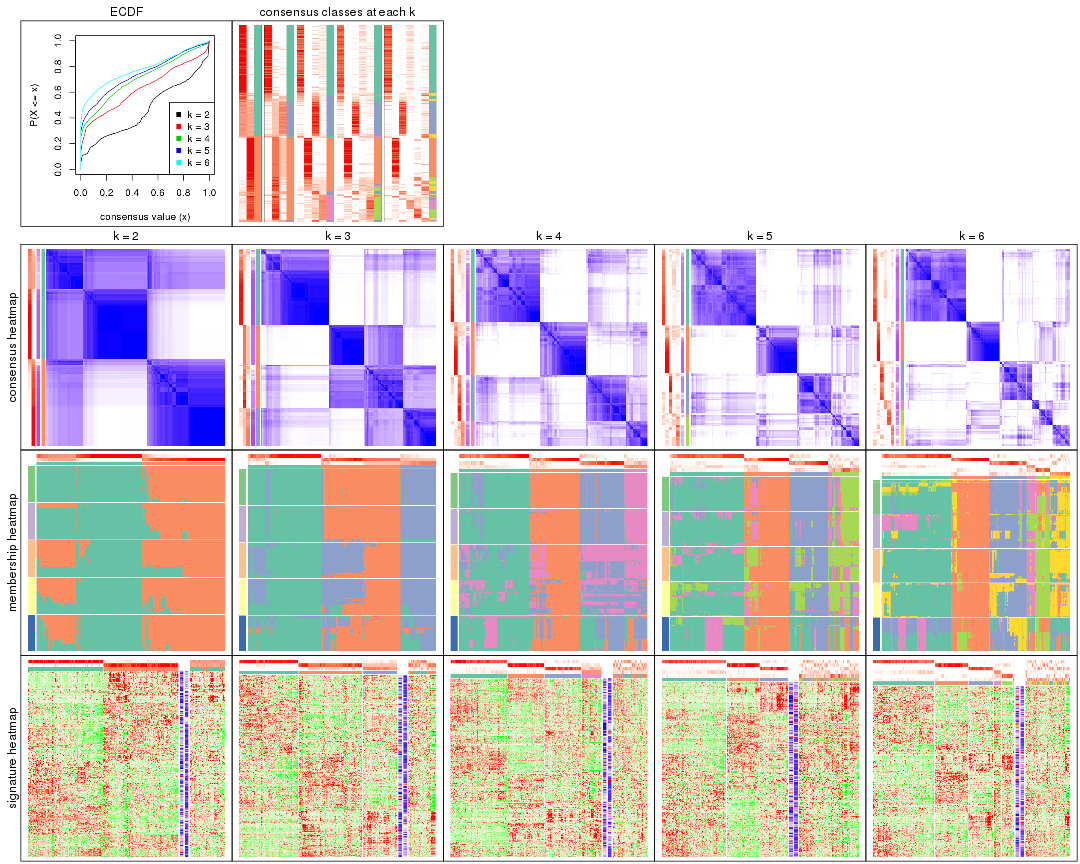 ECDF
consensus classes at each k
P(X <= x)
1.0
0.8
0.6
0.4
0.2
0.0
k = 2
k = 3
k = 4
k = 5
k = 6
0.0 0.2 0.4 0.6 0.8 1.0
consensus value (x)
k = 2
k = 3
k = 4
k = 5
k = 6
consensus heatmap
membership heatmap
signature heatmap